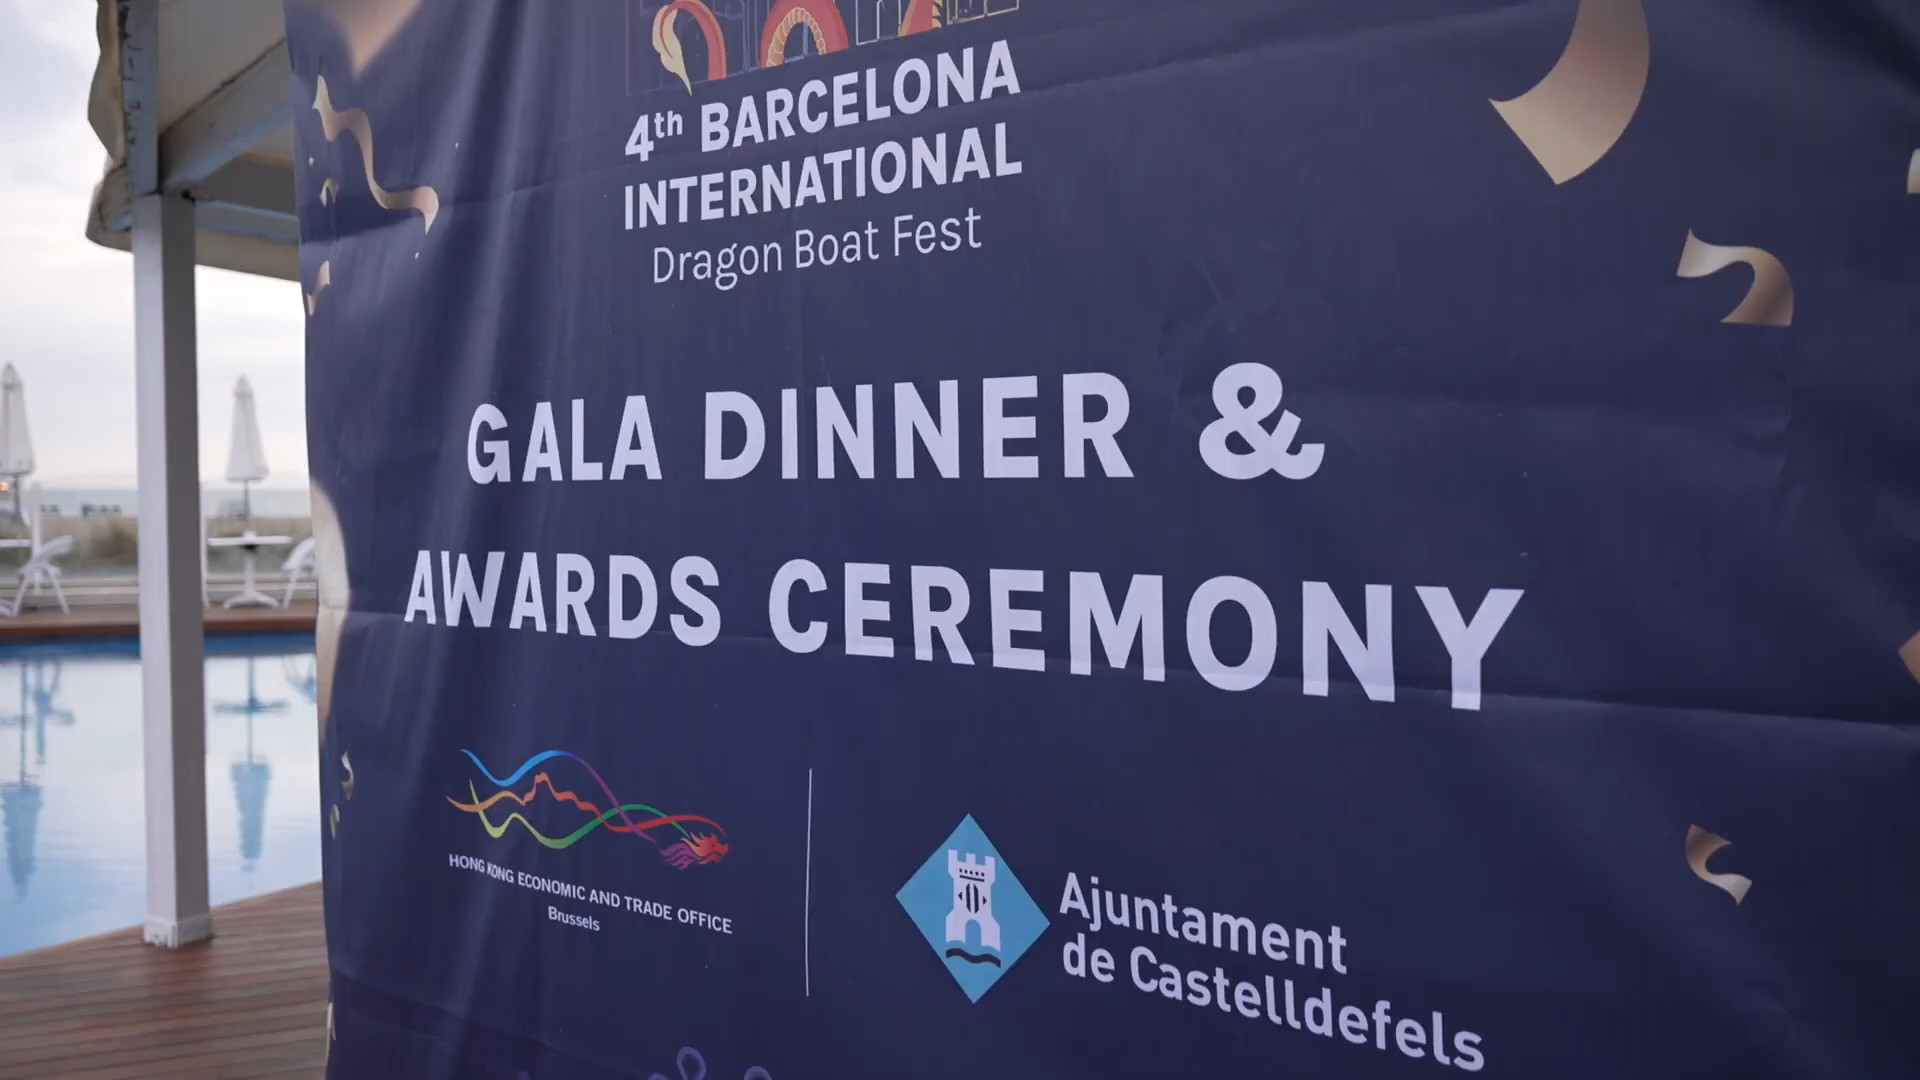 4th BARCELONA
INTERNATIONAL
Dragon Boat Fest
GALA DINNER &
AWARDS CEREMONY
HONG KONG ECONOMIC AND TRADE OFFICE
Brussels
Ajuntament
de Castelldefels